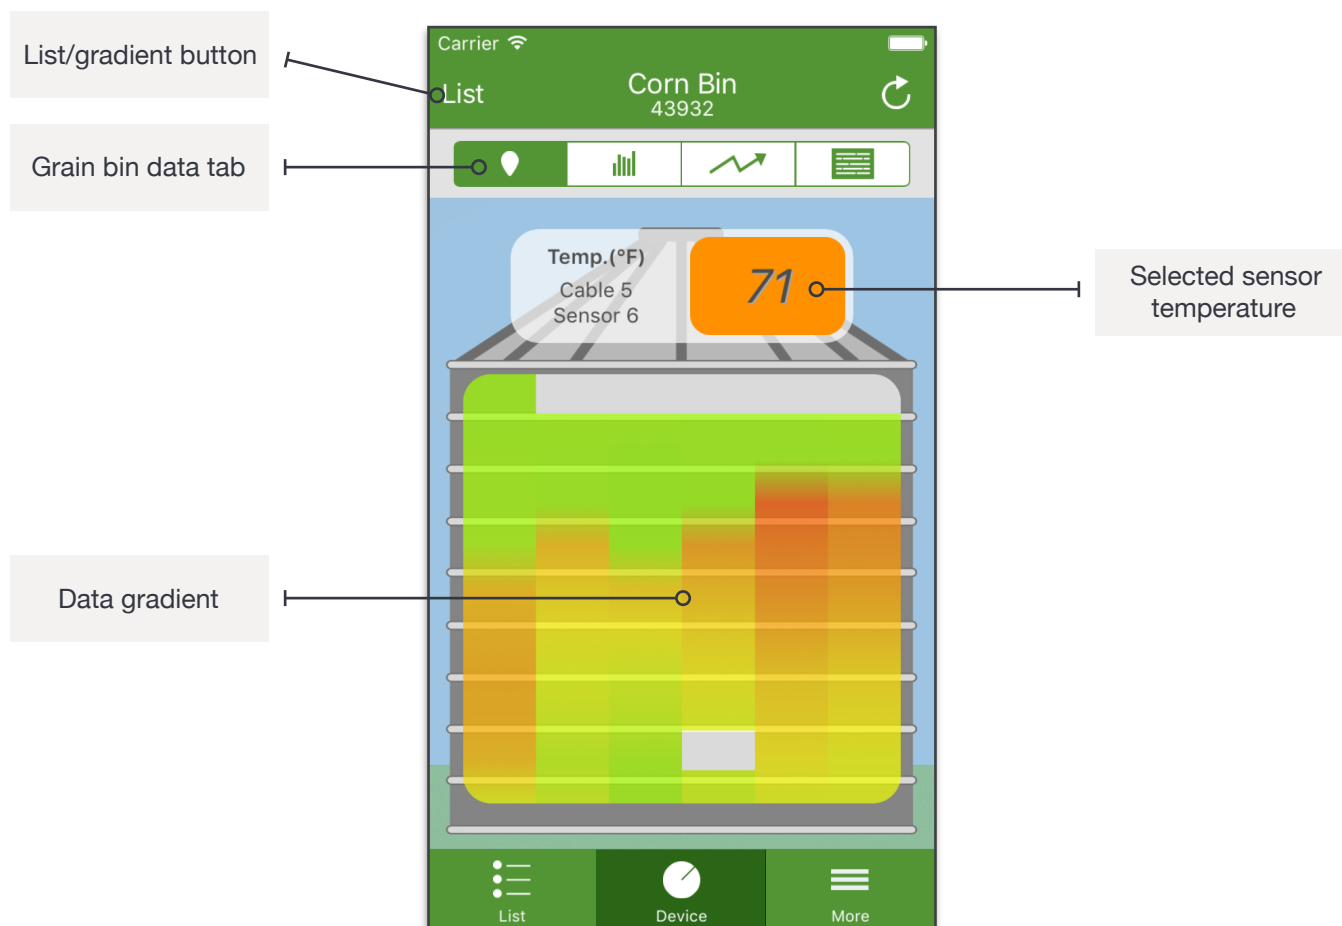 List/gradient button
Grain bin data tab
Data gradient
Carrier
List
Corn Bin
43932
Temp.(°F)
Cable 5
Sensor 6
71
Selected sensor
temperature
List
Device
More